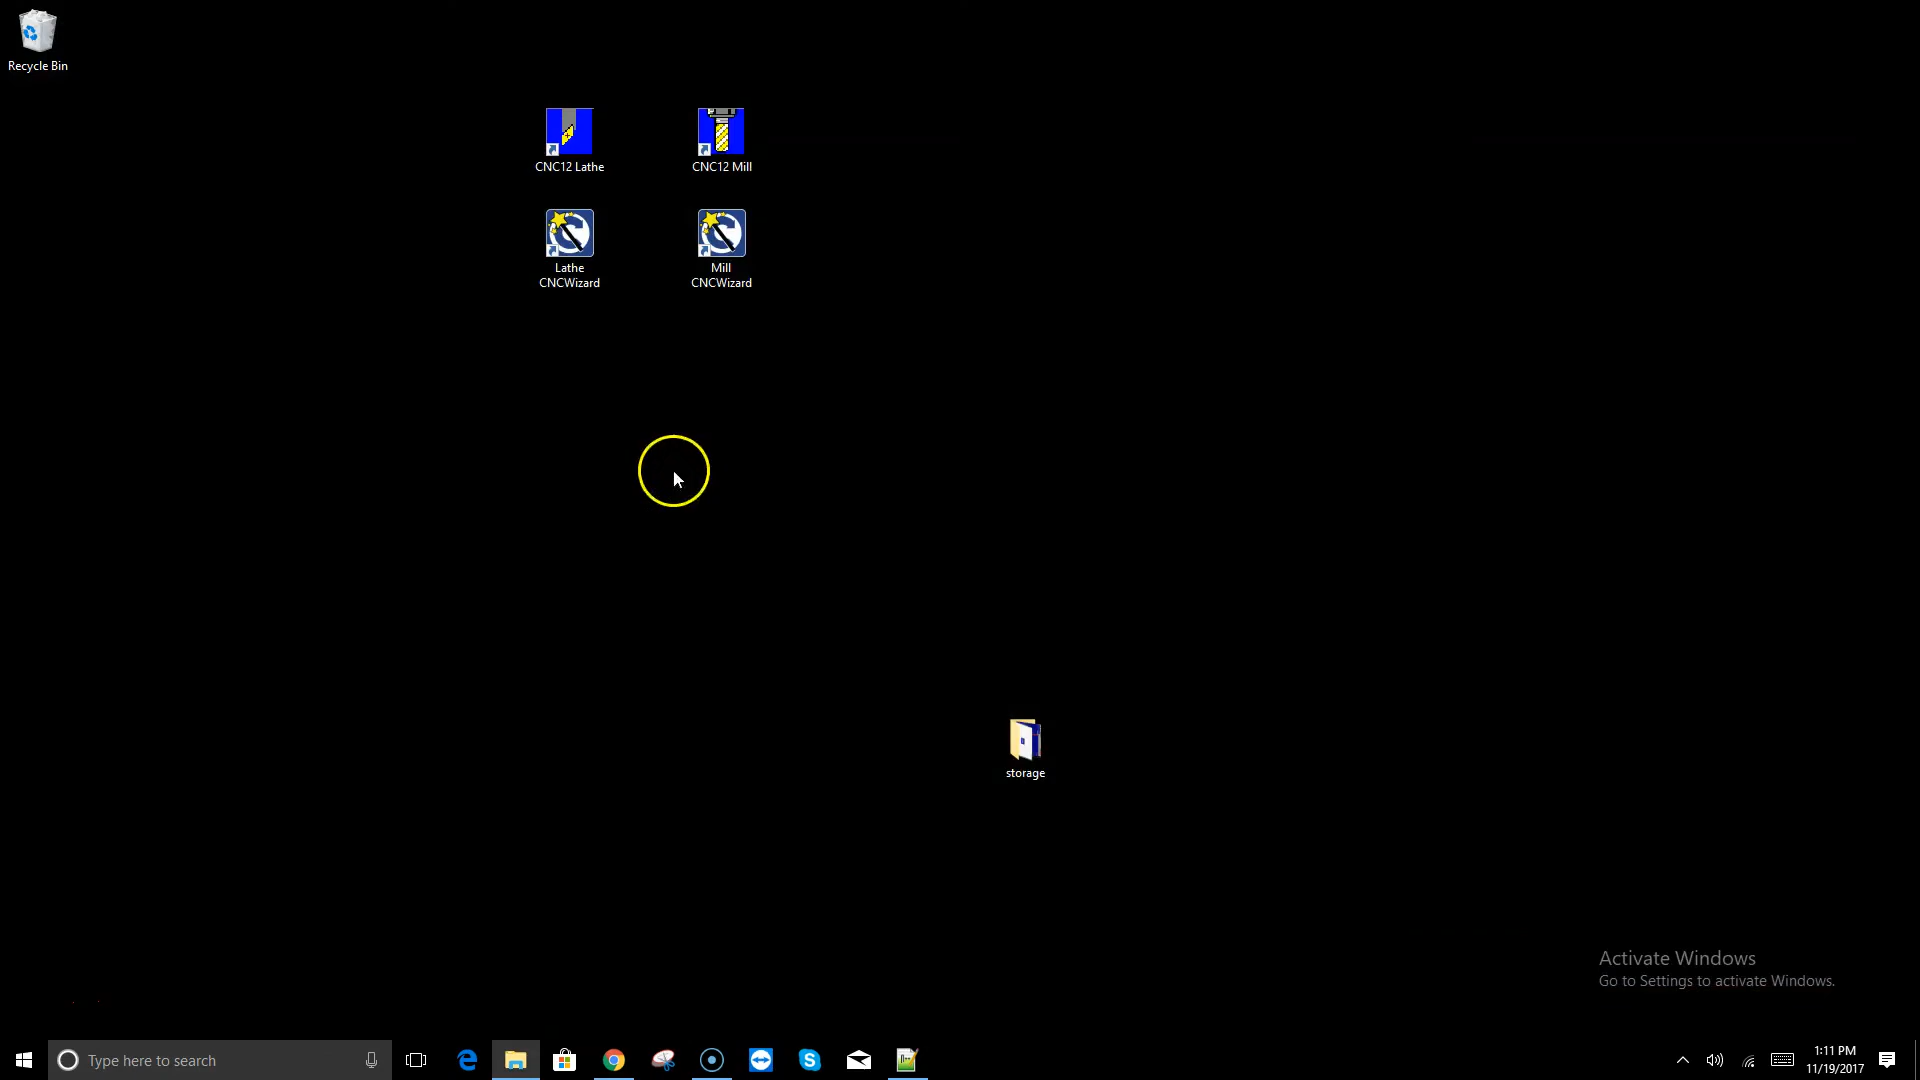 Recycle Bin
CNC12 Lathe
CNC12 Mill
Lathe
CNCWizard
Mill
CNCWizard
storage
Activate Windows
Go to Settings to activate Windows.
Type here to search
1:11 PM
11/19/2017